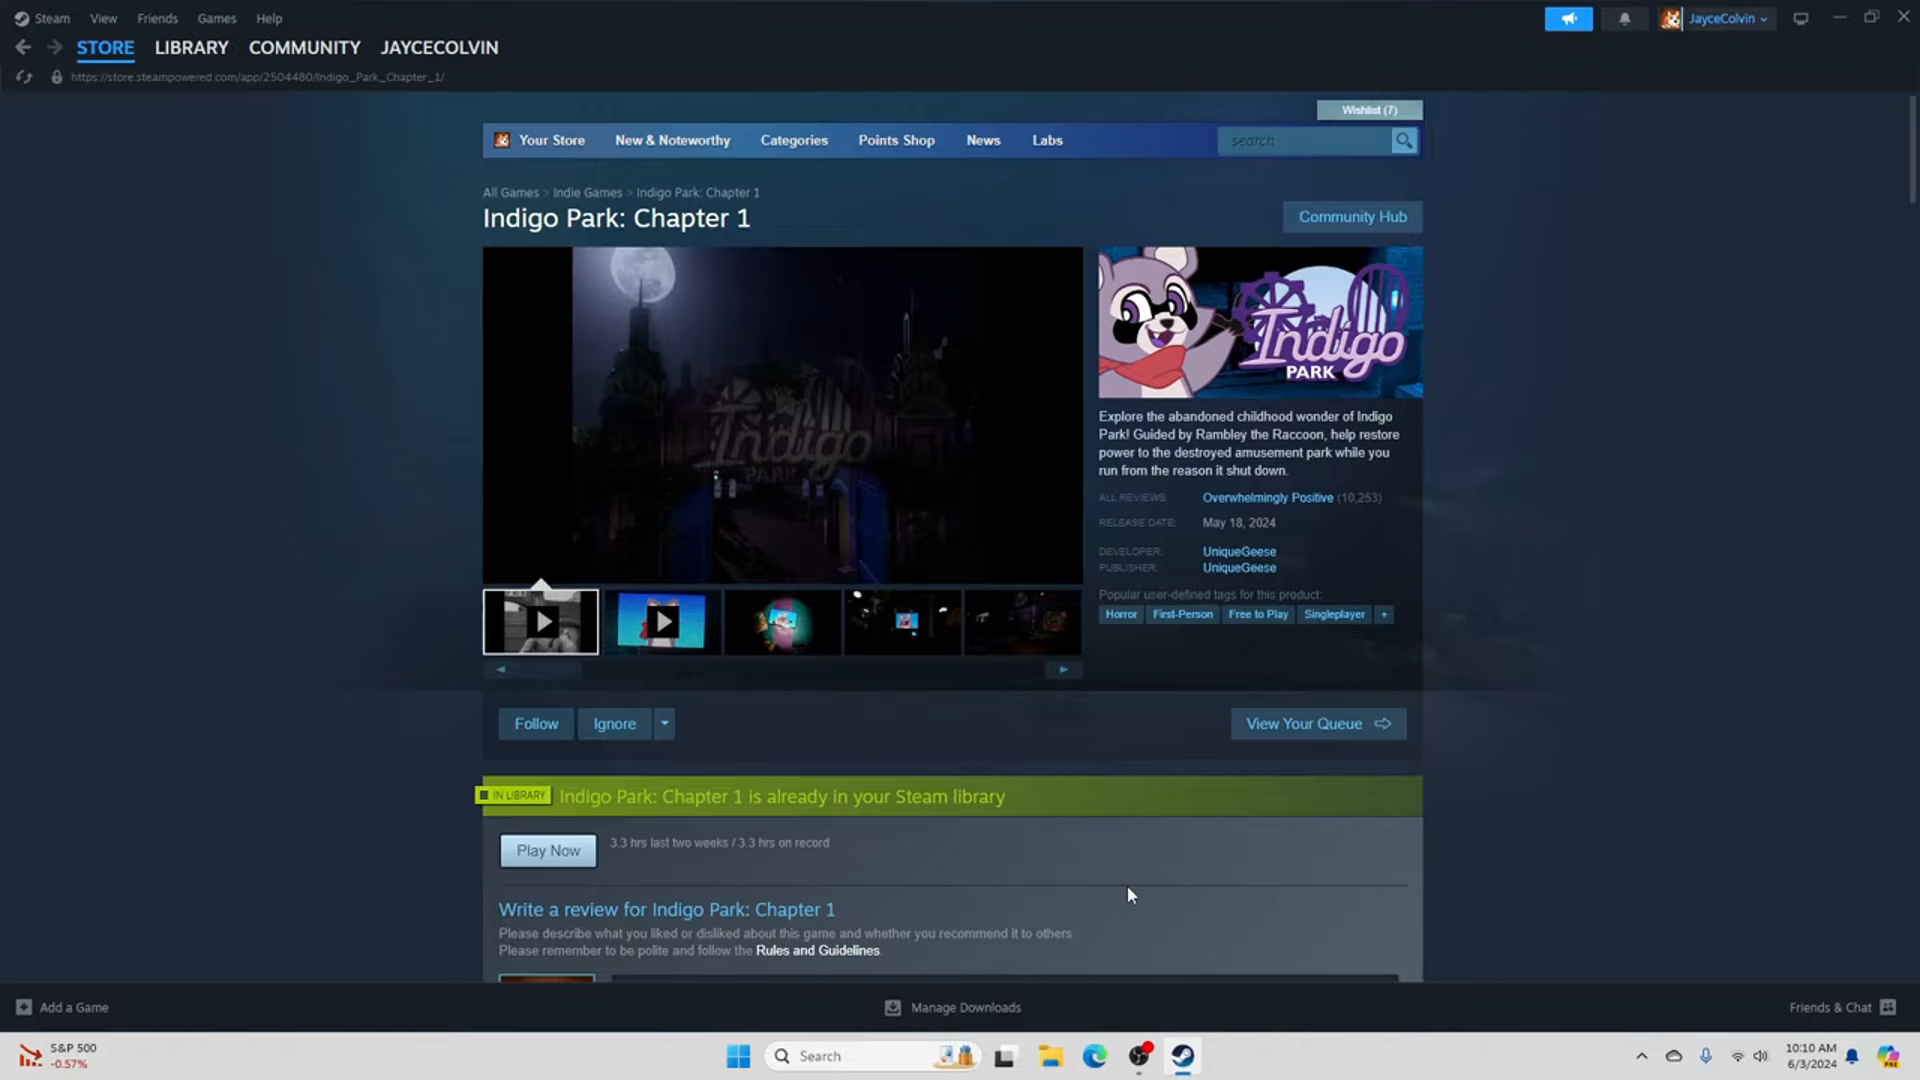 Steam View Friends Games Help
JayceColvin
STORE LIBRARY COMMUNITY JAYCECOLVIN
https://store.steampowered.com/app/2504480/Indigo_Park_Chapter_1/
Wishlist (7)
Your Store New & Noteworthy Categories Points Shop News Labs
search
All Games > Indie Games > Indigo Park: Chapter 1
Indigo Park: Chapter 1
Community Hub
Indigo
PARK
Indigo
PARK
Explore the abandoned childhood wonder of Indigo
Park! Guided by Rambley the Raccoon, help restore
power to the destroyed amusement park while you
run from the reason it shut down.
ALL REVIEWS: Overwhelmingly Positive (10,253)
RELEASE DATE: May 18, 2024
DEVELOPER: UniqueGeese
PUBLISHER: UniqueGeese
Popular user-defined tags for this product:
Horror First-Person Free to Play Singleplayer +
Follow Ignore
View Your Queue
IN LIBRARY Indigo Park: Chapter 1 is already in your Steam library
Play Now 3.3 hrs last two weeks / 3.3 hrs on record
Write a review for Indigo Park: Chapter 1
Please describe what you liked or disliked about this game and whether you recommend it to others
Please remember to be polite and follow the Rules and Guidelines.
Add a Game
Manage Downloads
Friends & Chat
S&P 500
-0.57%
Search
10:10 AM
6/3/2024
PRE